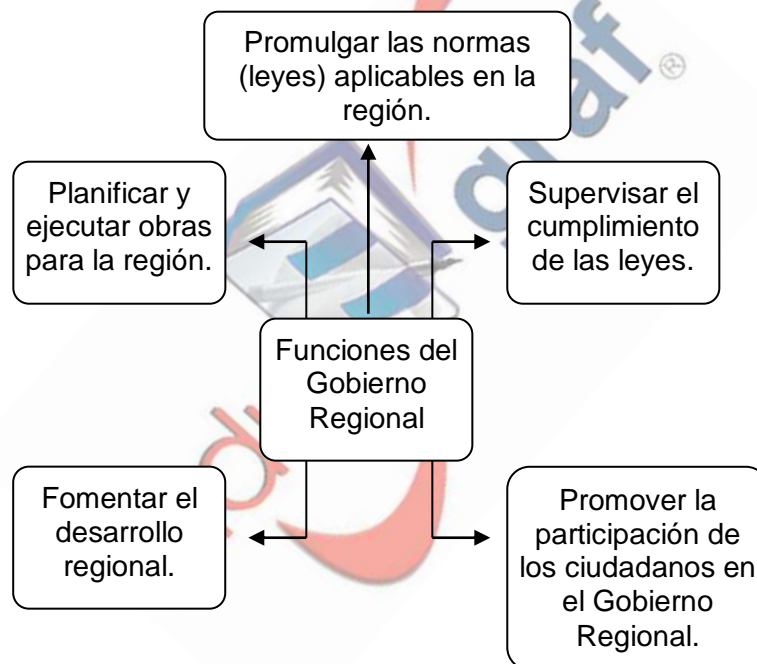 Promulgar las normas
(leyes) aplicables en la
región.
Planificar y
ejecutar obras
para la región.
Supervisar el
cumplimiento
de las leyes.
Funciones del
Gobierno
Regional
Fomentar el
desarrollo
regional.
Promover la
participación de
los ciudadanos en
el Gobierno
Regional.